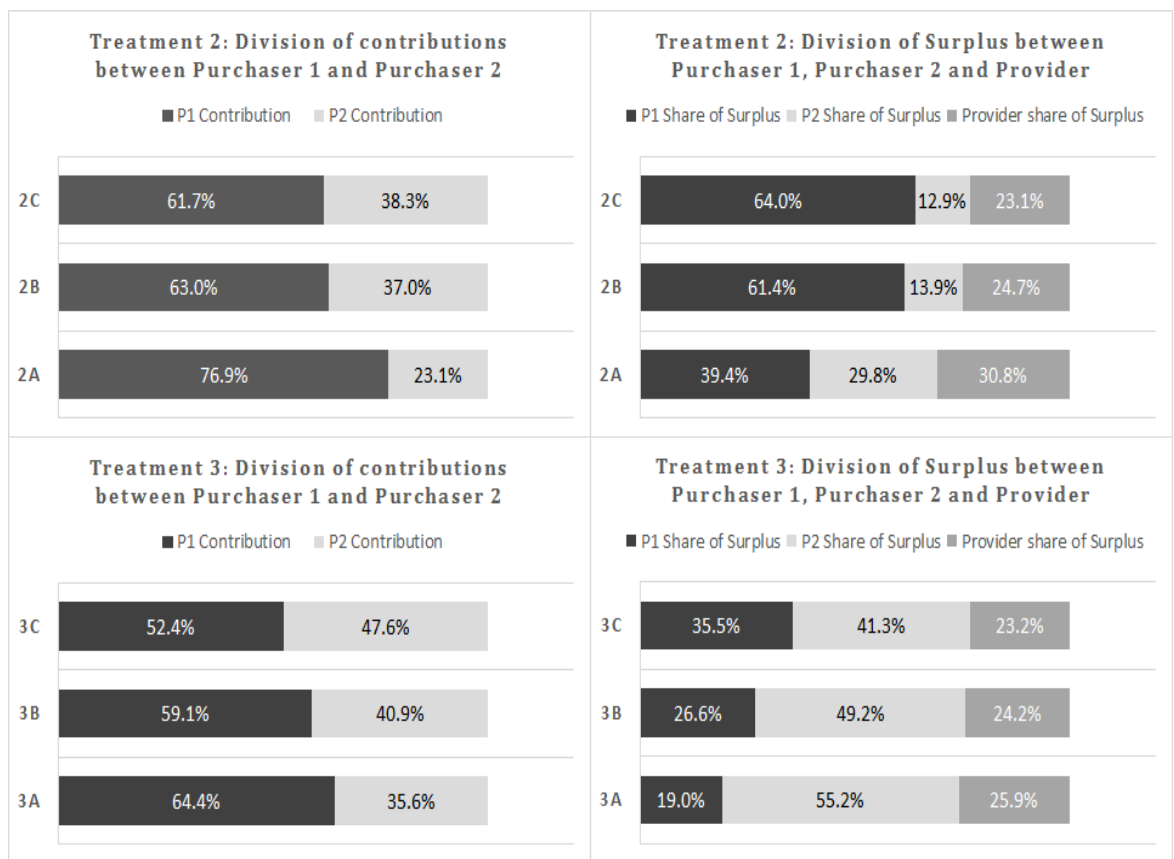 Treatment 2: Division of contributions
between Purchaser 1 and Purchaser 2
P1 Contribution P2 Contribution
2C 61.7% 38.3%
2B 63.0% 37.0%
2A 76.9% 23.1%
Treatment 2: Division of Surplus between
Purchaser 1, Purchaser 2 and Provider
P1 Share of Surplus P2 Share of Surplus Provider share of Surplus
2C 64.0% 12.9% 23.1%
2B 61.4% 13.9% 24.7%
2A 39.4% 29.8% 30.8%
Treatment 3: Division of contributions
between Purchaser 1 and Purchaser 2
P1 Contribution P2 Contribution
3C 52.4% 47.6%
3B 59.1% 40.9%
3A 64.4% 35.6%
Treatment 3: Division of Surplus between
Purchaser 1, Purchaser 2 and Provider
P1 Share of Surplus P2 Share of Surplus Provider share of Surplus
3C 35.5% 41.3% 23.2%
3B 26.6% 49.2% 24.2%
3A 19.0% 55.2% 25.9%